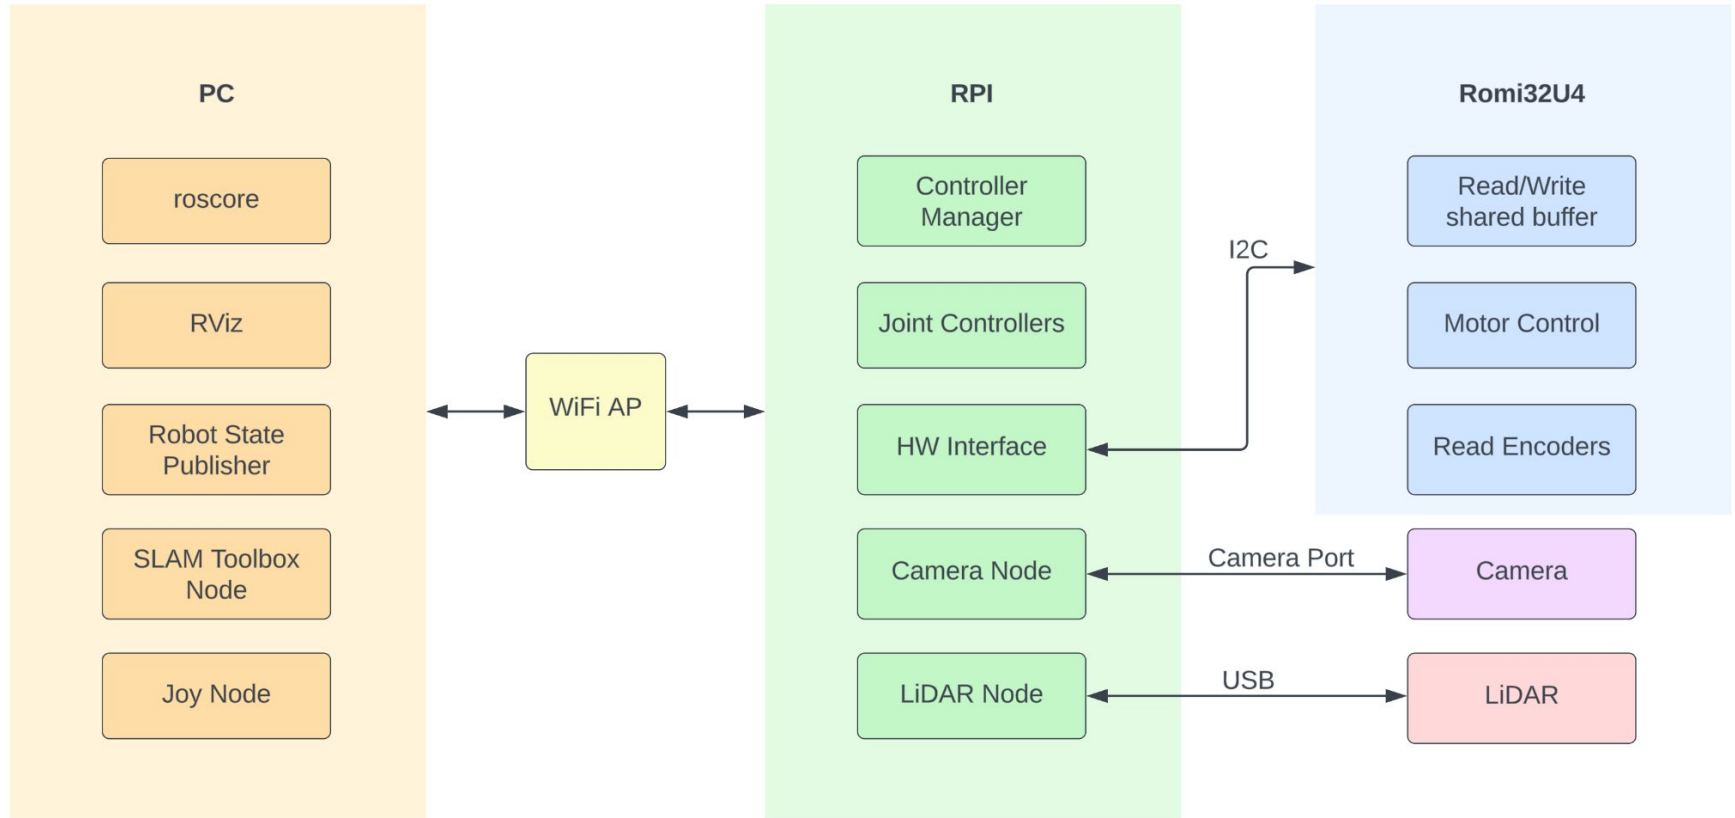 PC
roscore
RViz
Robot State
Publisher
SLAM Toolbox
Node
Joy Node
WiFi AP
RPI
Controller
Manager
Joint Controllers
HW Interface
Camera Node
LiDAR Node
I2C
Camera Port
USB
Romi32U4
Read/Write
shared buffer
Motor Control
Read Encoders
Camera
LiDAR